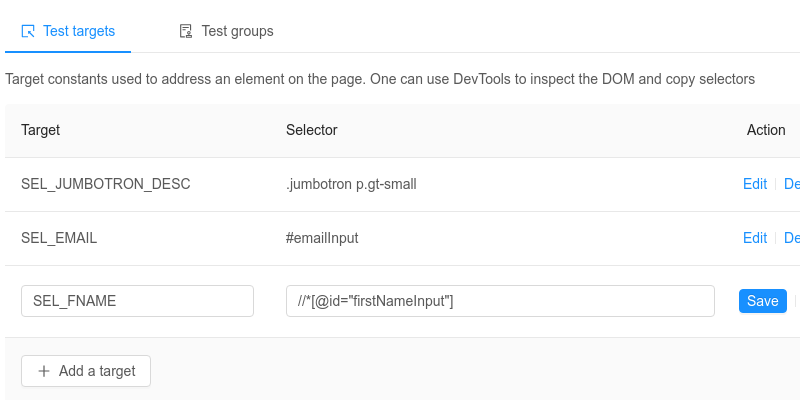 Test targets Test groups
Target constants used to address an element on the page. One can use DevTools to inspect the DOM and copy selectors
Target Selector Action
SEL_JUMBOTRON_DESC .jumbotron p.gt-small Edit De
SEL_EMAIL #emailInput Edit De
SEL_FNAME //*[@id="firstNameInput"] Save
Add a target